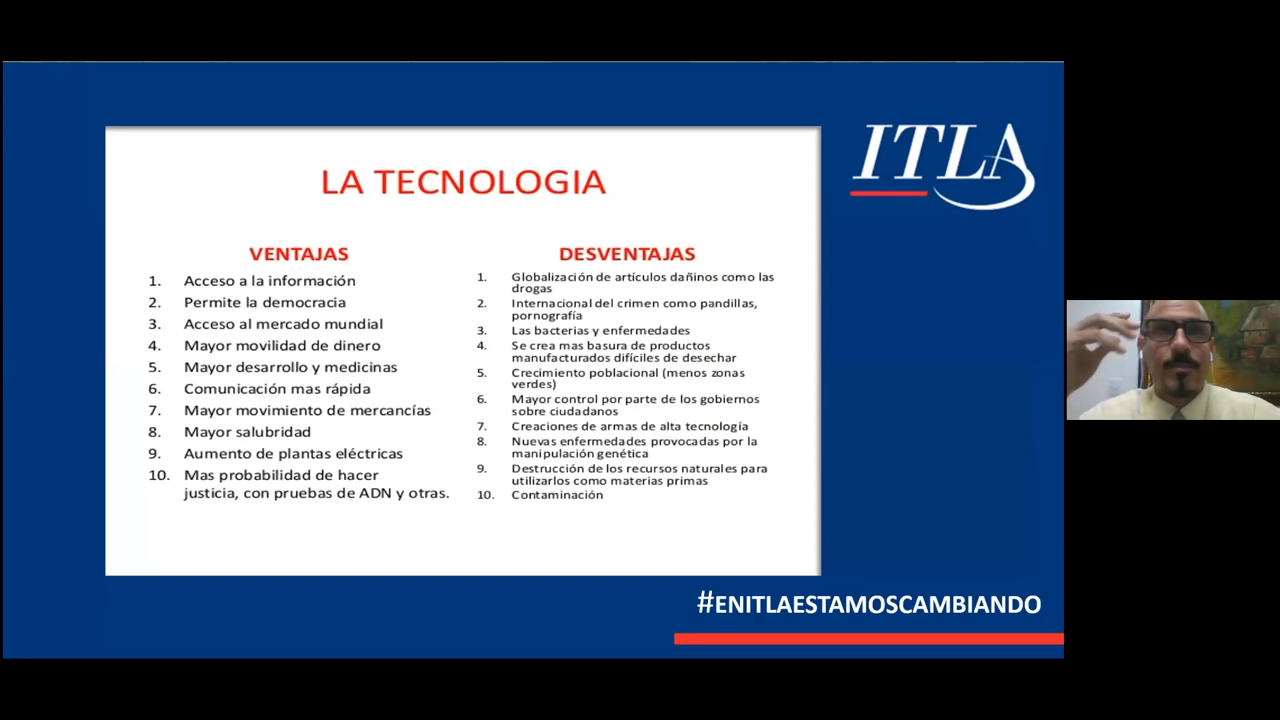 LA TECNOLOGIA
ITLA
VENTAJAS
1. Acceso a la información
2. Permite la democracia
3. Acceso al mercado mundial
4. Mayor movilidad de dinero
5. Mayor desarrollo y medicinas
6. Comunicación mas rápida
7. Mayor movimiento de mercancías
8. Mayor salubridad
9. Aumento de plantas eléctricas
10. Mas probabilidad de hacer
justicia, con pruebas de ADN y otras.
DESVENTAJAS
1. Globalización de artículos dañinos como las
drogas
2. Internacional del crimen como pandillas,
pornografía
3. Las bacterias y enfermedades
4. Se crea mas basura de productos
manufacturados difíciles de desechar
5. Crecimiento poblacional (menos zonas
verdes)
6. Mayor control por parte de los gobiernos
sobre ciudadanos
7. Creaciones de armas de alta tecnología
8. Nuevas enfermedades provocadas por la
manipulación genética
9. Destrucción de los recursos naturales para
utilizarlos como materias primas
10. Contaminación
#ENITLAESTAMOSCAMBIANDO